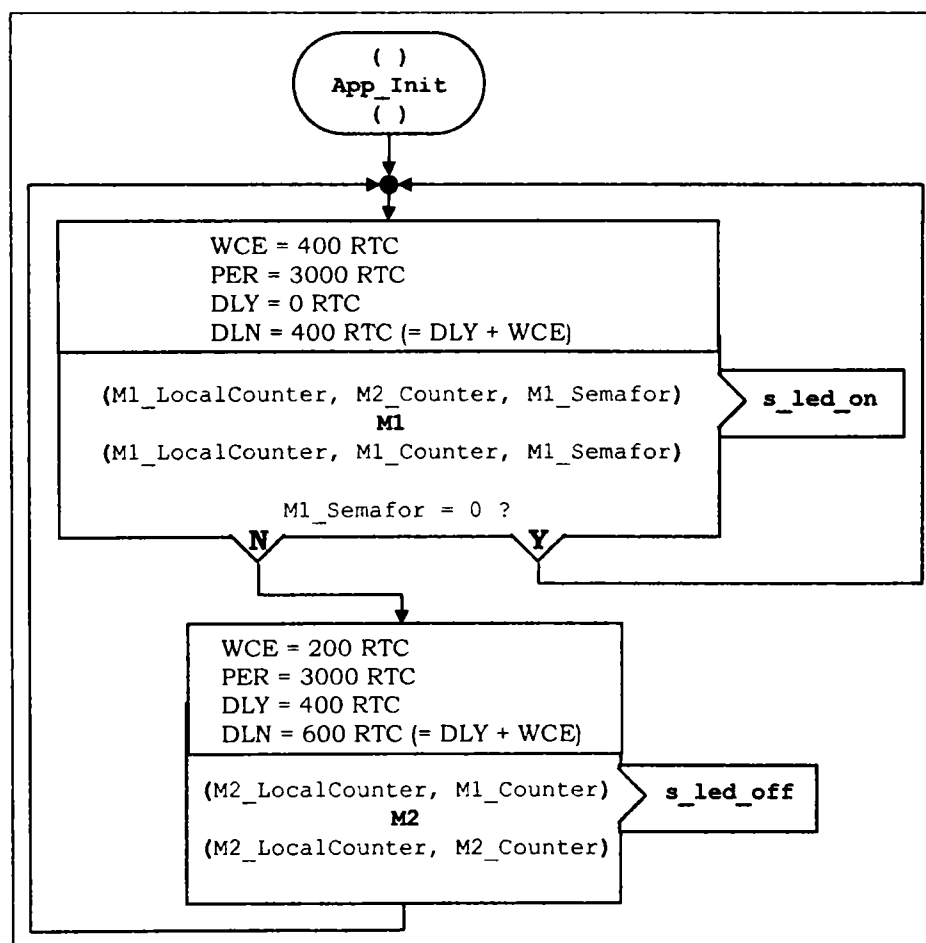 ( )
App_Init
( )
WCE = 400 RTC
PER = 3000 RTC
DLY = 0 RTC
DLN = 400 RTC (= DLY + WCE)
(M1_LocalCounter, M2_Counter, M1_Semafor)
M1
(M1_LocalCounter, M1_Counter, M1_Semafor)
s_led_on
M1_Semafor = 0 ?
N
Y
WCE = 200 RTC
PER = 3000 RTC
DLY = 400 RTC
DLN = 600 RTC (= DLY + WCE)
(M2_LocalCounter, M1_Counter)
M2
(M2_LocalCounter, M2_Counter)
s_led_off